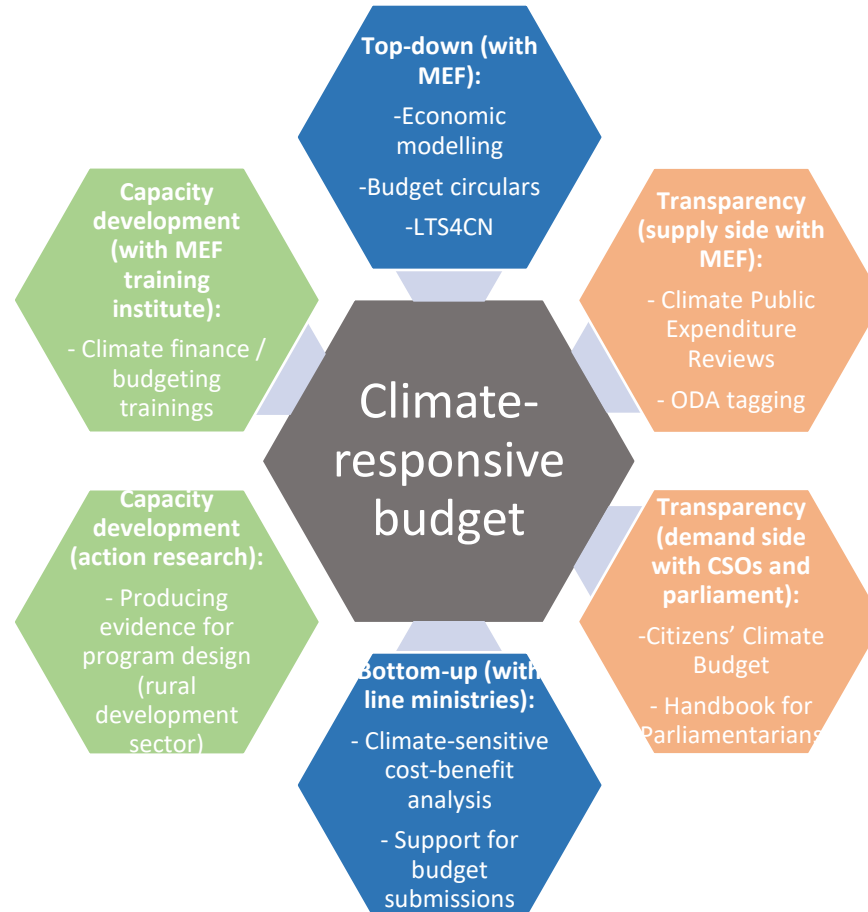 Top-down (with
MEF):
-Economic
modelling
-Budget circulars
-LTS4CN
Transparency
(supply side with
MEF):
- Climate Public
Expenditure
Reviews
- ODA tagging
Transparency
(demand side
with CSOs and
parliament):
-Citizens’ Climate
Budget
- Handbook for
Parliamentarians
Bottom-up (with
line ministries):
- Climate-sensitive
cost-benefit
analysis
- Support for
budget
submissions
Capacity
development
(action research):
- Producing
evidence for
program design
(rural
development
sector)
Capacity
development
(with MEF
training
institute):
- Climate finance /
budgeting
trainings
Climate-
responsive
budget